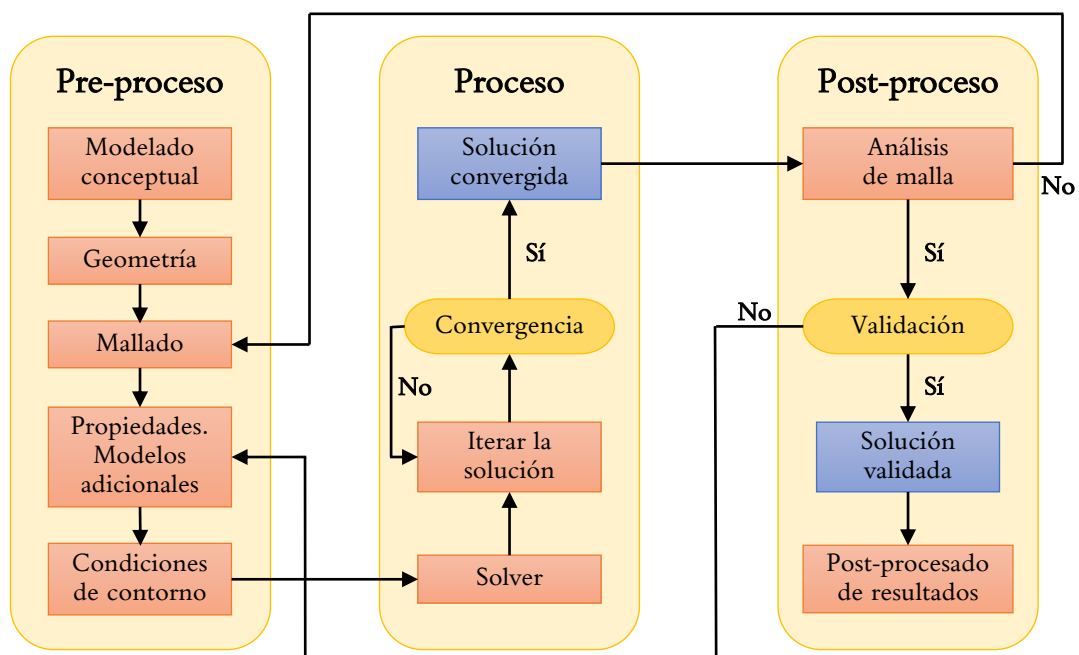 Pre-proceso
Modelado
conceptual
Geometría
Mallado
Propiedades.
Modelos
adicionales
Condiciones
de contorno
Proceso
Solución
convergida
Sí
Convergencia
No
Iterar la
solución
Solver
Post-proceso
Análisis
de malla
No
Sí
No
Validación
Sí
Solución
validada
Post-procesado
de resultados